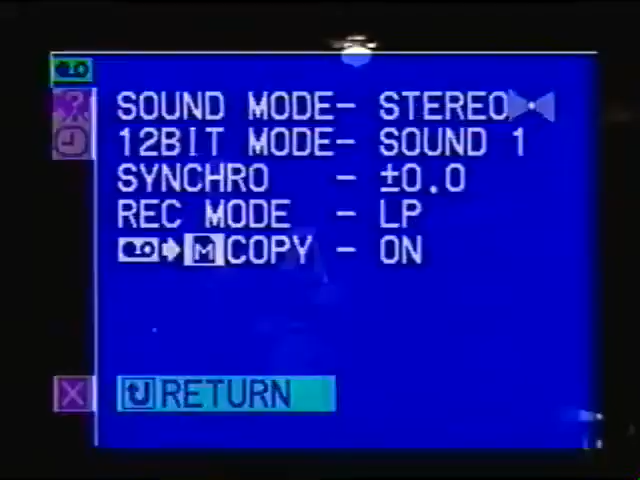 SOUND MODE- STEREO
12BIT MODE- SOUND 1
SYNCHRO - ±0.0
REC MODE - LP
M COPY - ON
RETURN